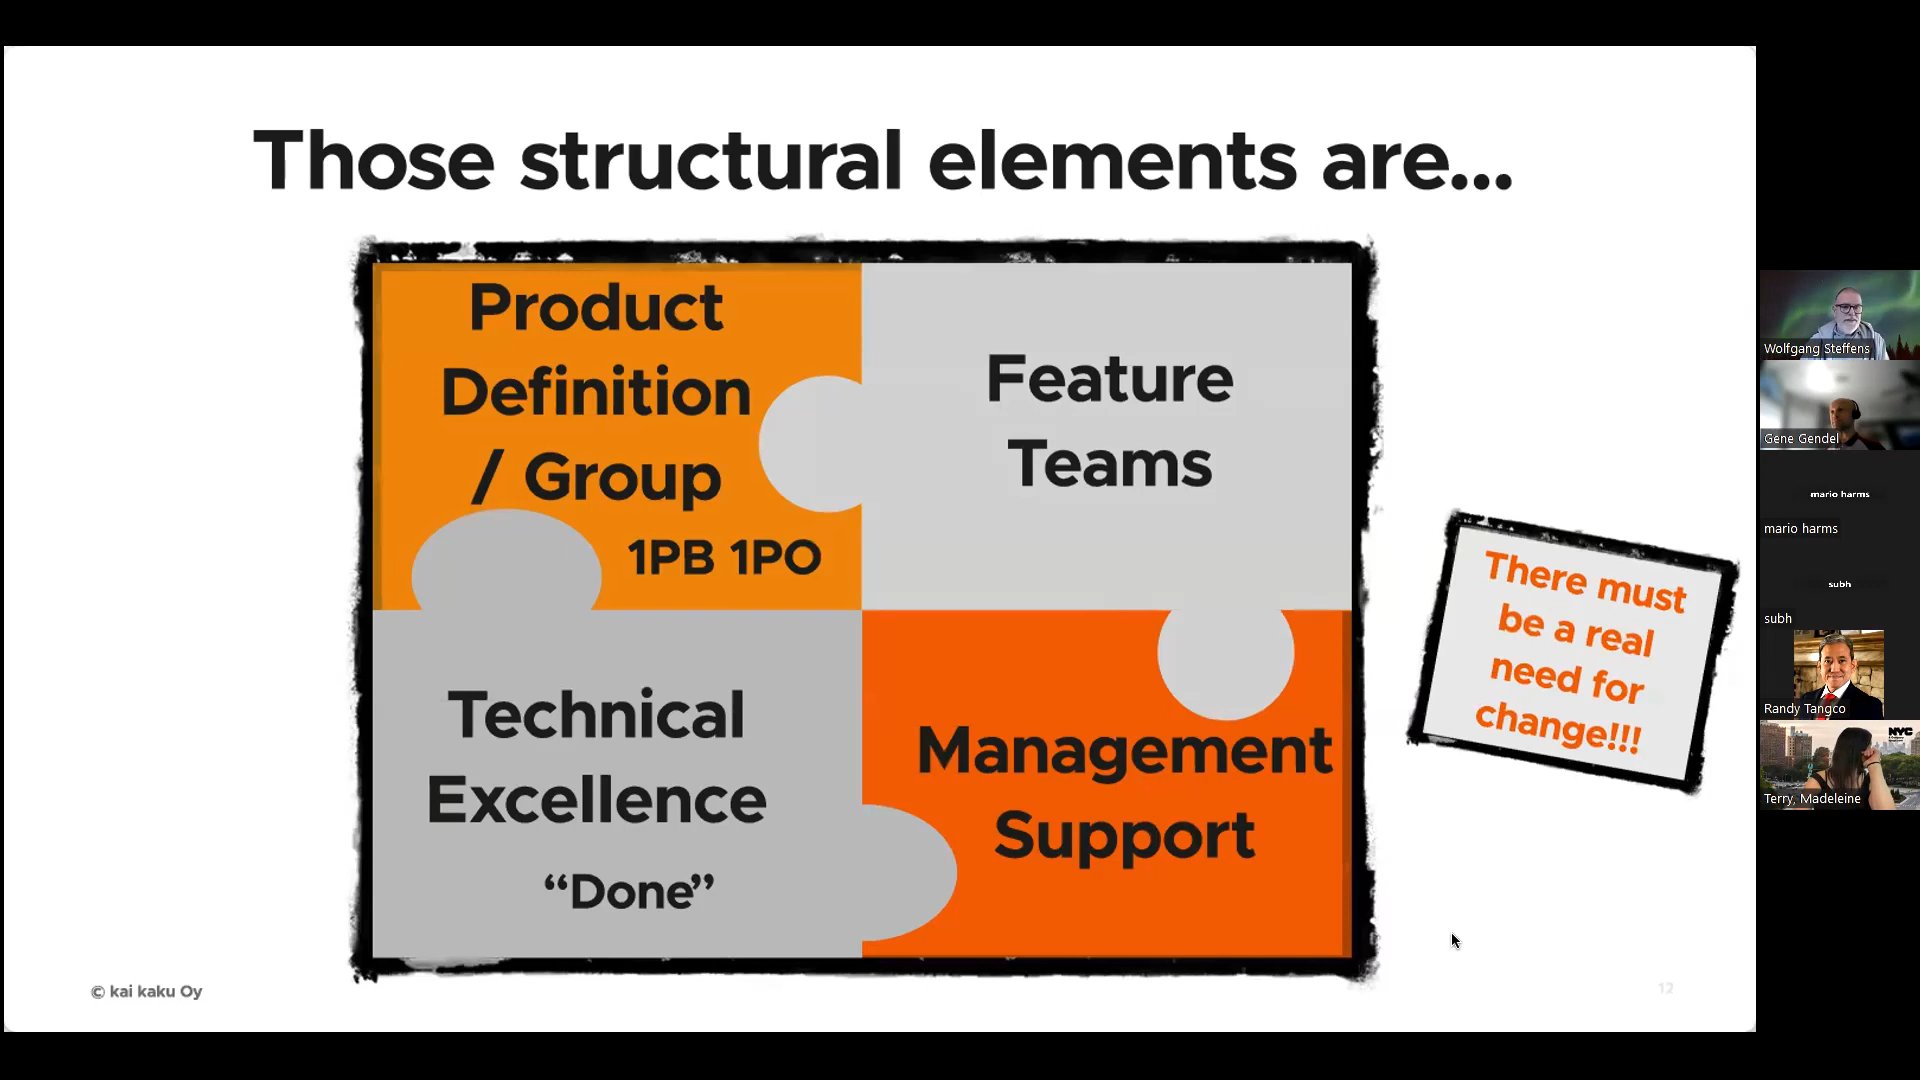 Those structural elements are...
Product
Definition
/ Group
1PB 1PO
Feature
Teams
Technical
Excellence
“Done”
Management
Support
There must
be a real
need for
change!!!
© kai kaku Oy
12
Wolfgang Steffens
Gene Gendel
mario harms
mario harms
subh
subh
Randy Tangco
NYC
Terry, Madeleine